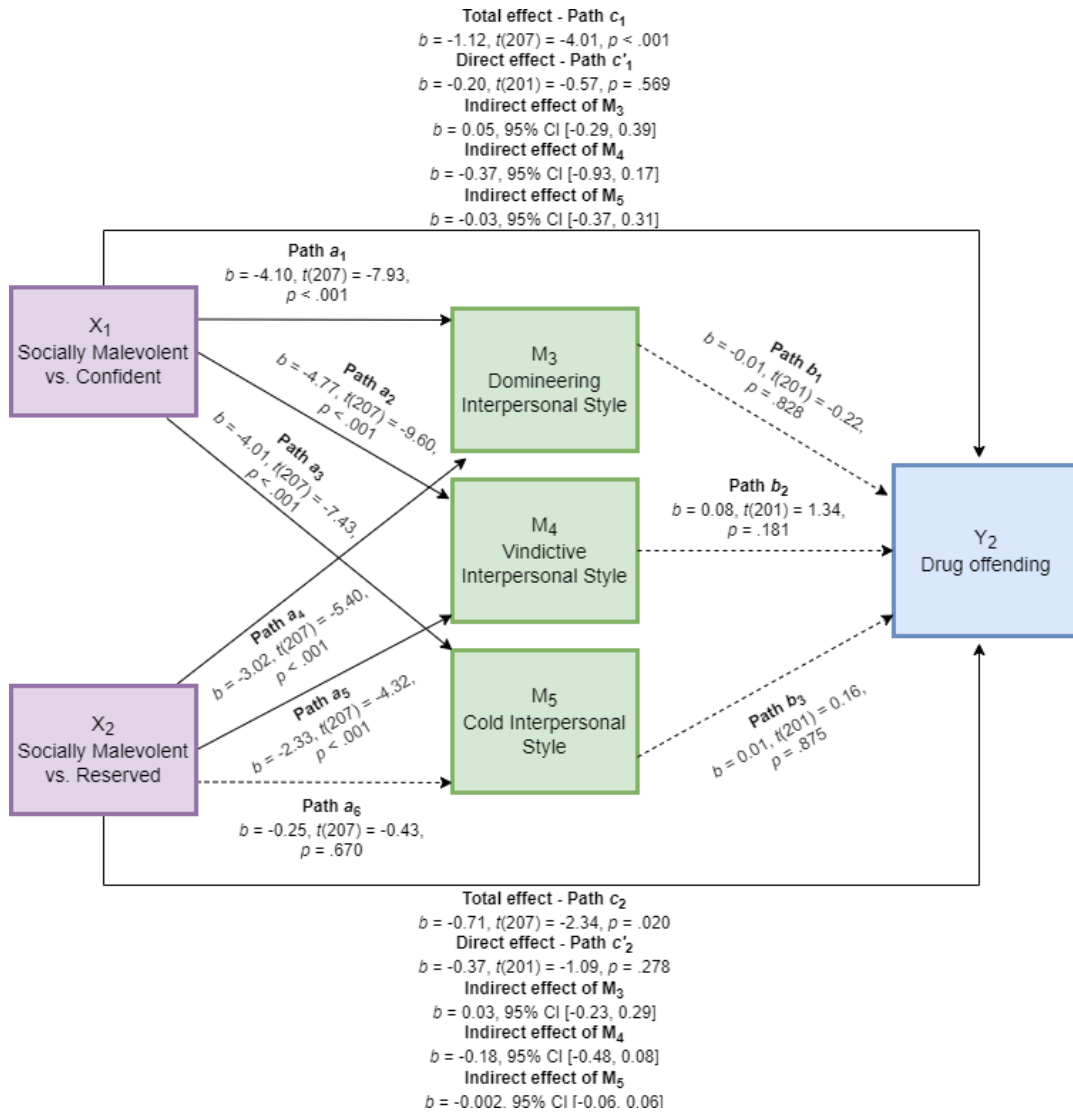 Total effect - Path c₁
b = -1.12, t(207) = -4.01, p < .001
Direct effect - Path c'₁
b = -0.20, t(201) = -0.57, p = .569
Indirect effect of M₃
b = 0.05, 95% CI [-0.29, 0.39]
Indirect effect of M₄
b = -0.37, 95% CI [-0.93, 0.17]
Indirect effect of M₅
b = -0.03, 95% CI [-0.37, 0.31]
Path a₁
b = -4.10, t(207) = -7.93,
p < .001
X₁
Socially Malevolent
vs. Confident
Path a₂
b = -4.77, t(207) = -9.60,
p < .001
Path a₃
b = -4.01, t(207) = -7.43,
p < .001
M₃
Domineering
Interpersonal Style
Path b₁
b = -0.01, t(201) = -0.22,
p = .828
M₄
Vindictive
Interpersonal Style
Path b₂
b = 0.08, t(201) = 1.34,
p = .181
Y₂
Drug offending
Path a₄
b = -3.02, t(207) = -5.40,
p < .001
Path a₅
b = -2.33, t(207) = -4.32,
p < .001
X₂
Socially Malevolent
vs. Reserved
M₅
Cold Interpersonal
Style
Path b₃
b = 0.01, t(201) = 0.16,
p = .875
Path a₆
b = -0.25, t(207) = -0.43,
p = .670
Total effect - Path c₂
b = -0.71, t(207) = -2.34, p = .020
Direct effect - Path c'₂
b = -0.37, t(201) = -1.09, p = .278
Indirect effect of M₃
b = 0.03, 95% CI [-0.23, 0.29]
Indirect effect of M₄
b = -0.18, 95% CI [-0.48, 0.08]
Indirect effect of M₅
b = -0.002, 95% CI [-0.06, 0.06]